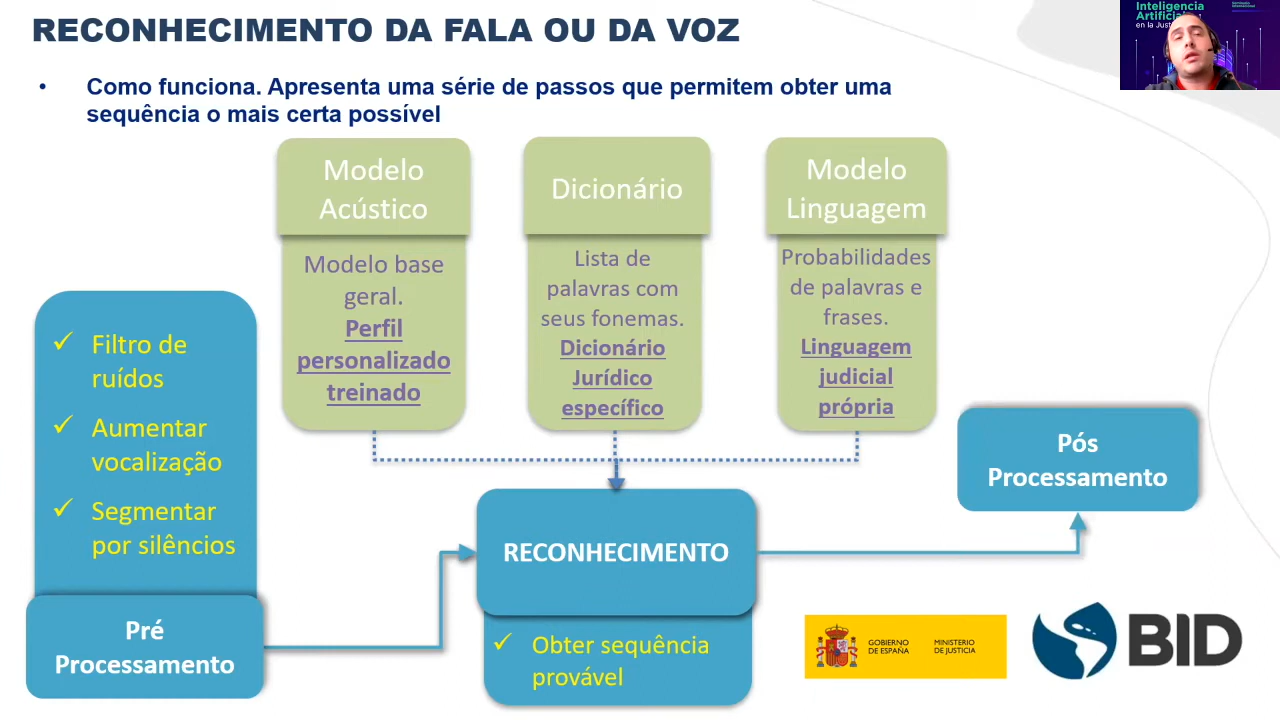 RECONHECIMENTO DA FALA OU DA VOZ
Inteligencia
Artificial
en la Justicia
• Como funciona. Apresenta uma série de passos que permitem obter uma
sequência o mais certa possível
Modelo
Acústico
Modelo base
geral.
Perfil
personalizado
treinado
Dicionário
Lista de
palavras com
seus fonemas.
Dicionário
Jurídico
específico
Modelo
Linguagem
Probabilidades
de palavras e
frases.
Linguagem
judicial
própria
✓ Filtro de
ruídos
✓ Aumentar
vocalização
✓ Segmentar
por silêncios
Pré
Processamento
RECONHECIMENTO
✓ Obter sequência
provável
Pós
Processamento
GOBIERNO
DE ESPAÑA
MINISTERIO
DE JUSTICIA
BID